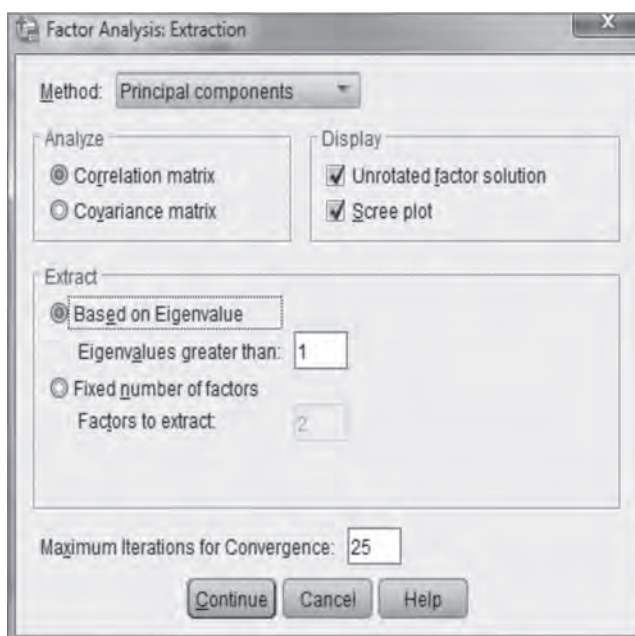 Factor Analysis: Extraction
X
Method: Principal components
Analyze
Correlation matrix
Covariance matrix
Display
Unrotated factor solution
Scree plot
Extract
Based on Eigenvalue
Eigenvalues greater than: 1
Fixed number of factors
Factors to extract: 2
Maximum Iterations for Convergence: 25
Continue Cancel Help